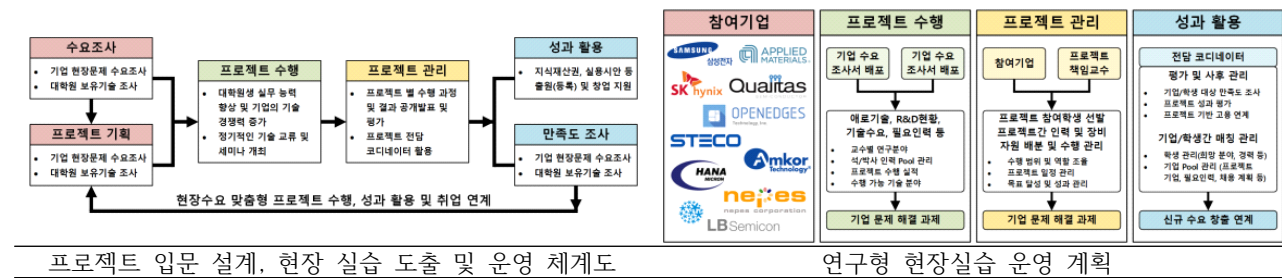 수요조사
• 기업 현장문제 수요조사
• 대학원 보유기술 조사
프로젝트 기획
• 기업 현장문제 수요조사
• 대학원 보유기술 조사
프로젝트 수행
• 대학원생 실무 능력
향상 및 기업의 기술
경쟁력 증가
• 정기적인 기술 교류 및
세미나 개최
프로젝트 관리
• 프로젝트 별 수행 과정
및 결과 공개발표 및
평가
• 프로젝트 전담
코디네이터 활용
성과 활용
• 지식재산권, 실용시안 등
출원(등록) 및 창업 지원
만족도 조사
• 기업 현장문제 수요조사
• 대학원 보유기술 조사
현장수요 맞춤형 프로젝트 수행, 성과 활용 및 취업 연계
프로젝트 입문 설계, 현장 실습 도출 및 운영 체계도
참여기업
SAMSUNG
삼성전자
APPLIED
MATERIALS
SK hynix
Qualitas
OPENEDGES
Technology, Inc.
STECO
HANA
MICRON
Amkor
Technology
nepes
nepes corporation
LB Semicon
프로젝트 수행
기업 수요
조사서 배포
기업 수요
조사서 배포
애로기술, R&D현황,
기술수요, 필요인력 등
• 교수별 연구분야
• 석/박사 인력 Pool 관리
• 프로젝트 수행 실적
• 수행 가능 기술 분야
기업 문제 해결 과제
프로젝트 관리
참여기업
프로젝트
책임교수
프로젝트 참여학생 선발
프로젝트간 인력 및 장비
자원 배분 및 수행 관리
• 수행 범위 및 역할 조율
• 프로젝트 일정 관리
• 목표 달성 및 성과 관리
기업 문제 해결 과제
성과 활용
전담 코디네이터
평가 및 사후 관리
• 기업/학생 대상 만족도 조사
• 프로젝트 성과 평가
• 프로젝트 기반 고용 연계
기업/학생간 매칭 관리
• 학생 관리(희망 분야, 경력 등)
• 기업 Pool 관리 (프로젝트
기업, 필요인력, 채용 계획 등)
신규 수요 창출 연계
연구형 현장실습 운영 계획